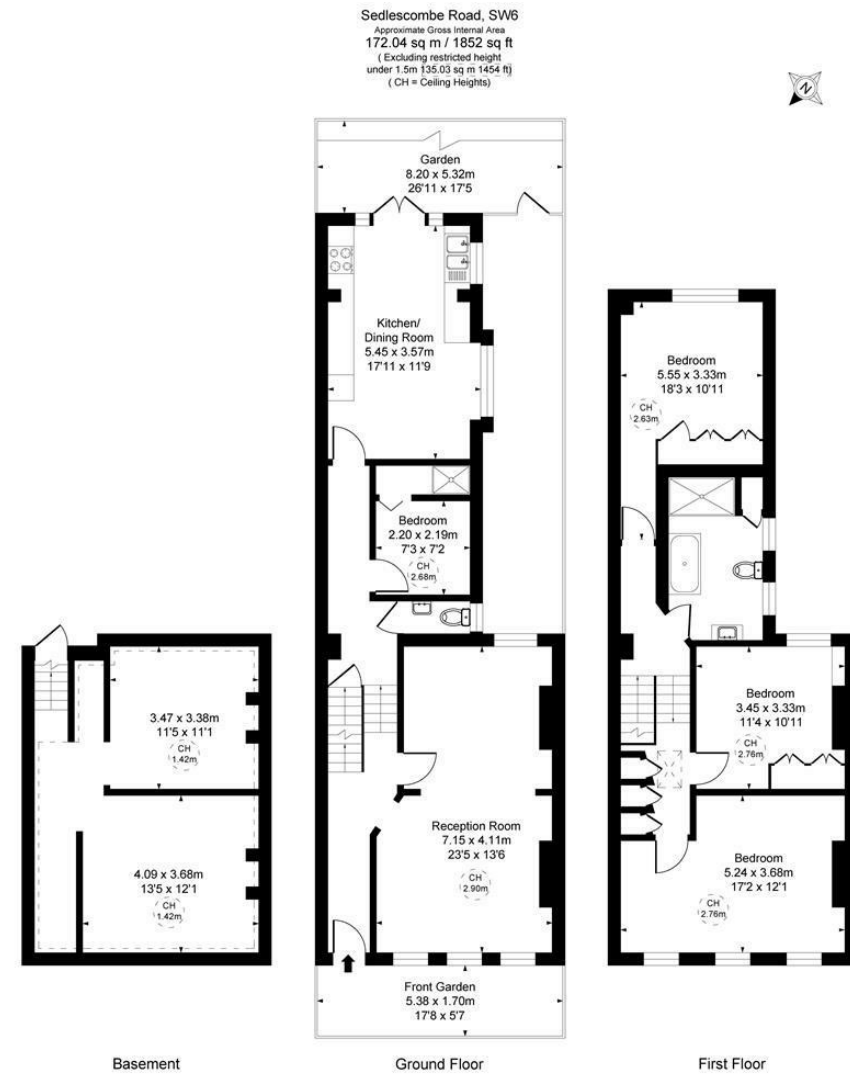 Sedlescombe Road, SW6
Approximate Gross Internal Area
172.04 sq m / 1852 sq ft
( Excluding restricted height
under 1.5m 135.03 sq m 1454 ft)
( CH = Ceiling Heights)
N
Garden
8.20 x 5.32m
26'11 x 17'5
Kitchen/
Dining Room
5.45 x 3.57m
17'11 x 11'9
Bedroom
2.20 x 2.19m
7'3 x 7'2
CH
2.68m
Reception Room
7.15 x 4.11m
23'5 x 13'6
CH
2.90m
Front Garden
5.38 x 1.70m
17'8 x 5'7
3.47 x 3.38m
11'5 x 11'1
CH
1.42m
4.09 x 3.68m
13'5 x 12'1
CH
1.42m
Bedroom
5.55 x 3.33m
18'3 x 10'11
CH
2.63m
Bedroom
3.45 x 3.33m
11'4 x 10'11
CH
2.76m
Bedroom
5.24 x 3.68m
17'2 x 12'1
CH
2.76m
Basement
Ground Floor
First Floor